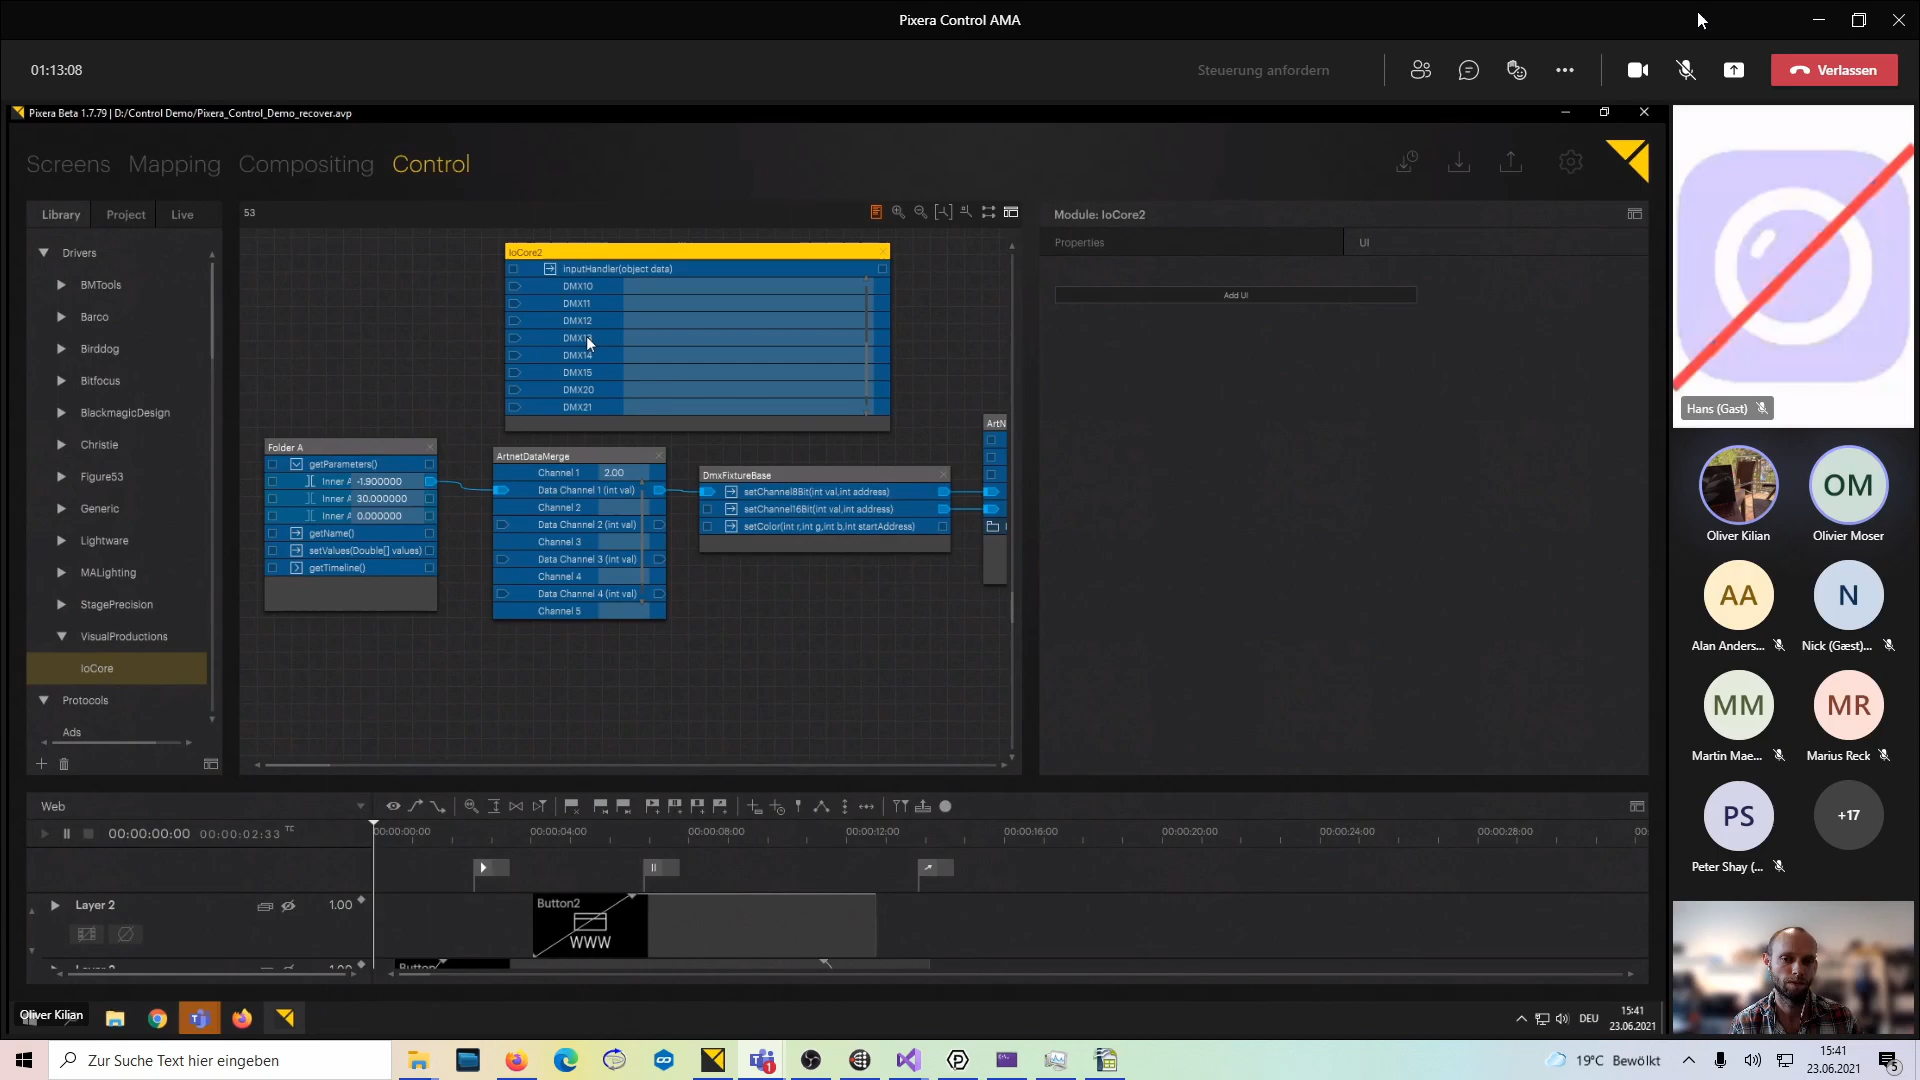 Pixera Control AMA
01:13:08
Steuerung anfordern
Verlassen
Pixera Beta 1.7.79 | D:/Control Demo/Pixera_Control_Demo_recover.avp
Screens Mapping Compositing Control
Library Project Live
53
Module: IoCore2
Properties
UI
Add UI
Drivers
BMTools
Barco
Birddog
Bitfocus
BlackmagicDesign
Christie
Figure53
Generic
Lightware
MALighting
StagePrecision
VisualProductions
IoCore
Protocols
Ads
IoCore2
inputHandler(object data)
DMX10
DMX11
DMX12
DMX13
DMX14
DMX15
DMX20
DMX21
Folder A
getParameters()
Inner A -1.900000
Inner A 30.000000
Inner A 0.000000
getName()
setValues(Double[] values)
getTimeline()
ArtnetDataMerge
Channel 1 2.00
Data Channel 1 (int val)
Channel 2
Data Channel 2 (int val)
Channel 3
Data Channel 3 (int val)
Channel 4
Data Channel 4 (int val)
Channel 5
DmxFixtureBase
setChannel8Bit(int val,int address)
setChannel16Bit(int val,int address)
setColor(int r,int g,int b,int startAddress)
ArtN
Web
00:00:00:00 00:00:02:33 TC
00:00:00:00 00:00:04:00 00:00:08:00 00:00:12:00 00:00:16:00 00:00:20:00 00:00:24:00 00:00:28:00 00:
Layer 2
1.00
Button2
WWW
Button
Oliver Kilian
DEU
15:41
23.06.2021
Hans (Gast)
Oliver Kilian
OM
Olivier Moser
AA
Alan Anders...
N
Nick (Gæst)...
MM
Martin Mae...
MR
Marius Reck
PS
Peter Shay (...
+17
Zur Suche Text hier eingeben
1
19°C Bewölkt
15:41
23.06.2021
5